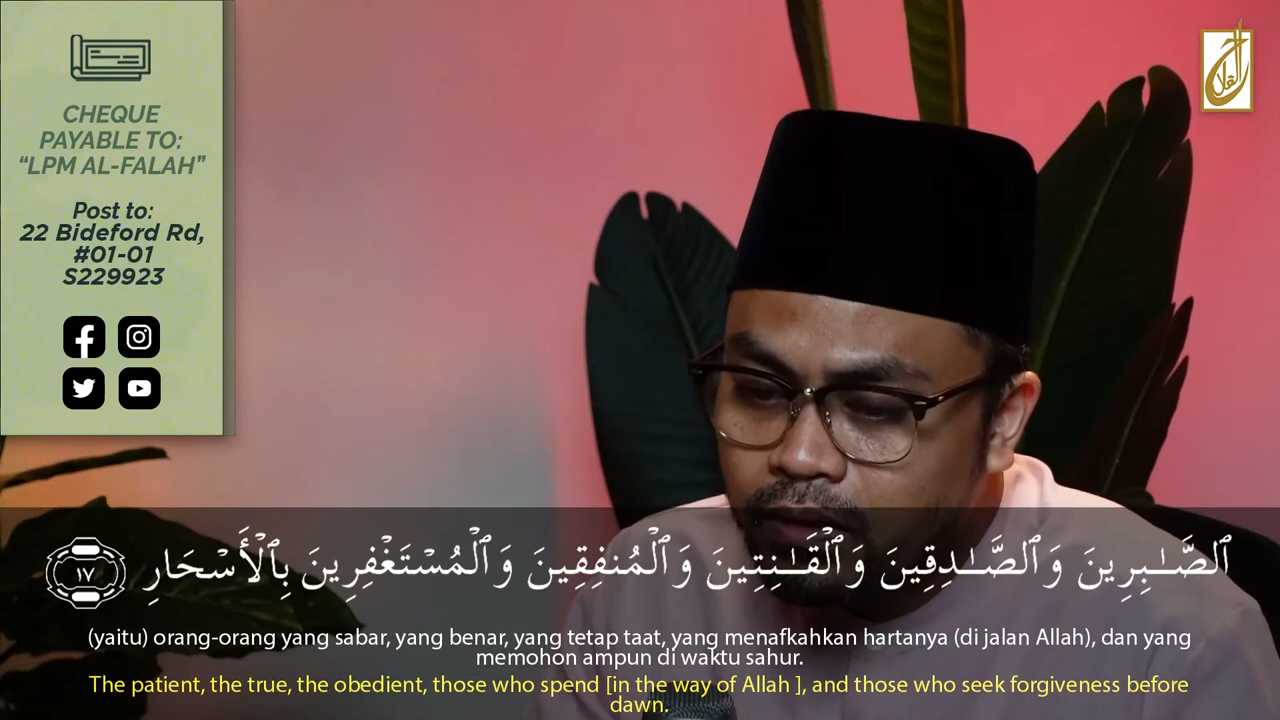 CHEQUE
PAYABLE TO:
“LPM AL-FALAH”
Post to:
22 Bideford Rd,
#01-01
S229923
ٱلصَّـٰبِرِينَ وَٱلصَّـٰدِقِينَ وَٱلْقَـٰنِتِينَ وَٱلْمُنفِقِينَ وَٱلْمُسْتَغْفِرِينَ بِٱلْأَسْحَارِ ١٧
(yaitu) orang-orang yang sabar, yang benar, yang tetap taat, yang menafkahkan hartanya (di jalan Allah), dan yang
memohon ampun di waktu sahur.
The patient, the true, the obedient, those who spend [in the way of Allah ], and those who seek forgiveness before
dawn.